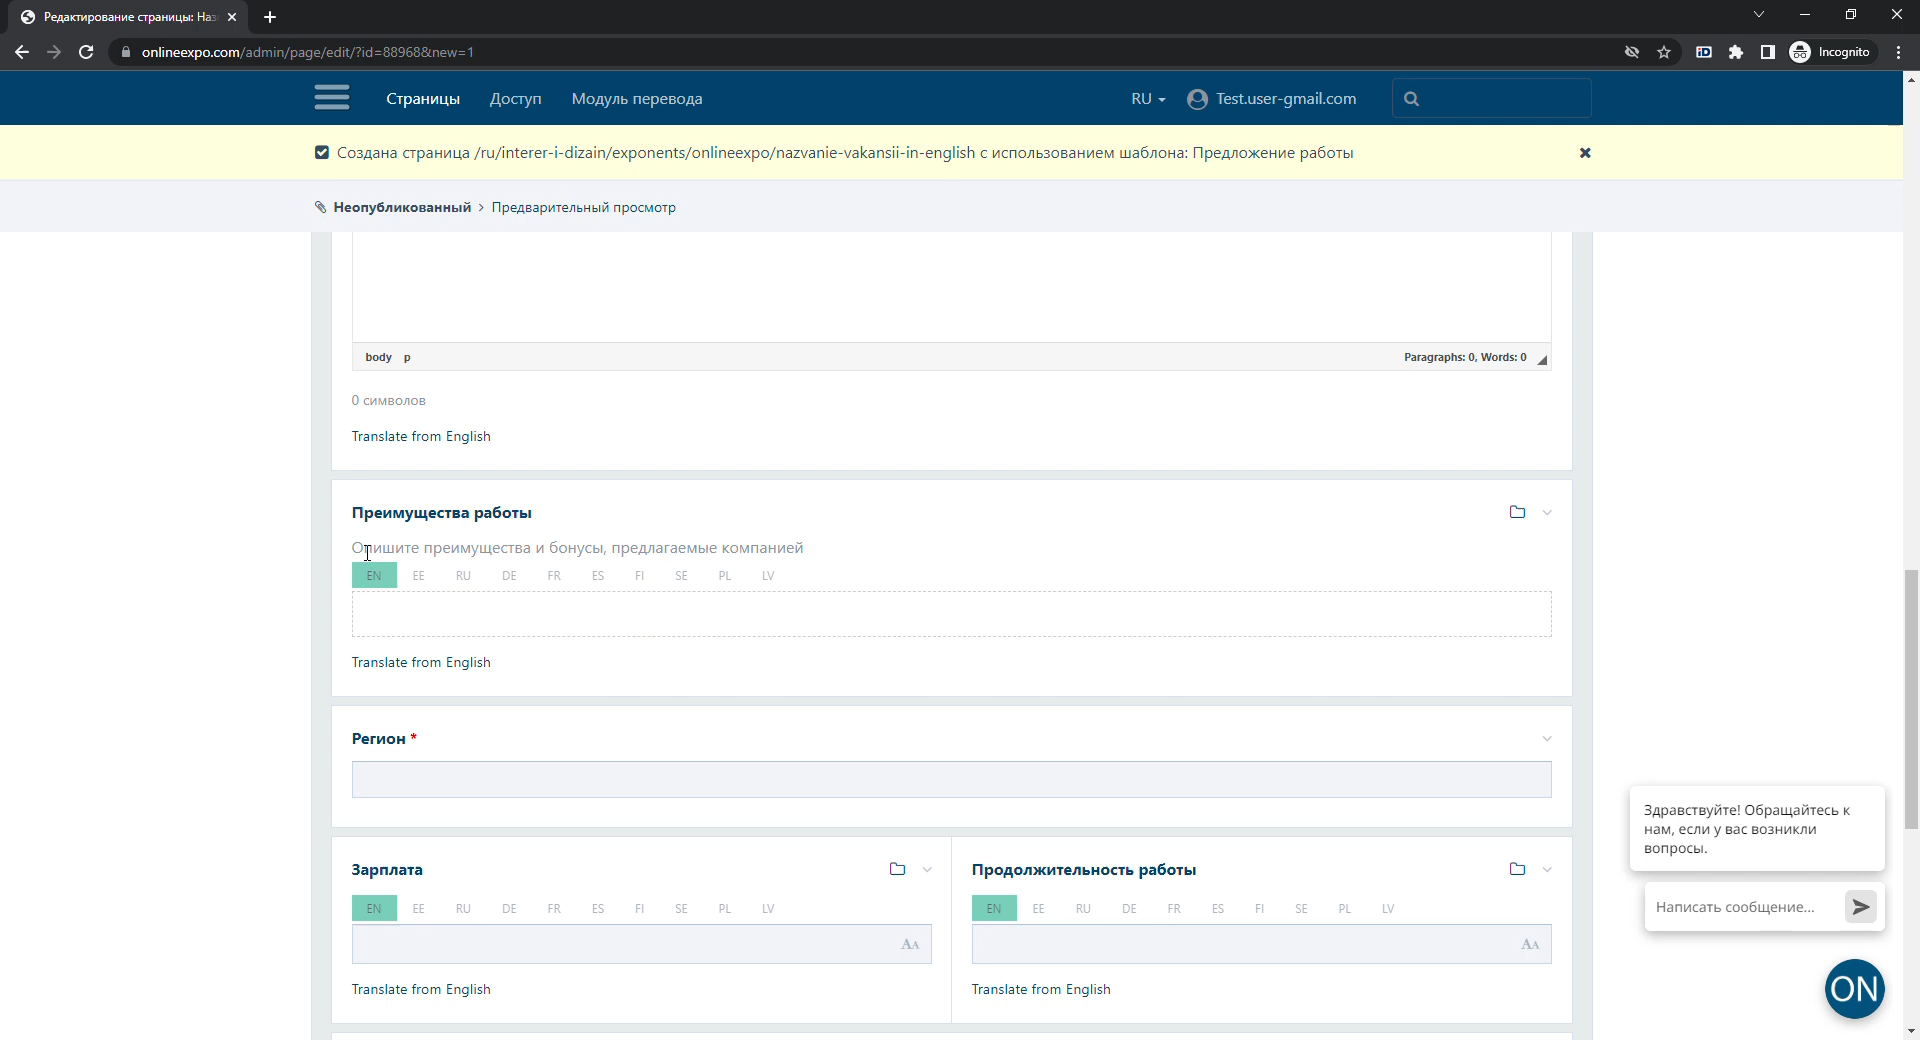 Редактирование страницы: Наз
onlineexpo.com/admin/page/edit/?id=88968&new=1
Incognito
Страницы Доступ Модуль перевода RU Test.user-gmail.com
Создана страница /ru/interer-i-dizain/exponents/onlineexpo/nazvanie-vakansii-in-english с использованием шаблона: Предложение работы
Неопубликованный > Предварительный просмотр
body p Paragraphs: 0, Words: 0
0 символов
Translate from English
Преимущества работы
Опишите преимущества и бонусы, предлагаемые компанией
EN EE RU DE FR ES FI SE PL LV
Translate from English
Регион *
Зарплата
EN EE RU DE FR ES FI SE PL LV
AA
Translate from English
Продолжительность работы
EN EE RU DE FR ES FI SE PL LV
AA
Translate from English
Здравствуйте! Обращайтесь к
нам, если у вас возникли
вопросы.
Написать сообщение...
ON